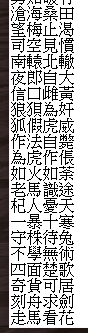 滄海桑田
望梅止渴
司空見慣
南轅北轍
夜郎自大
信口雌黃
狼狽為奸
狐假虎威
作法自斃
為虎作倀
如火如荼
老馬識途
杞人憂天
一暴十寒
守株待兔
不學無術
四面楚歌
奇貨可居
刻舟求劍
走馬看花